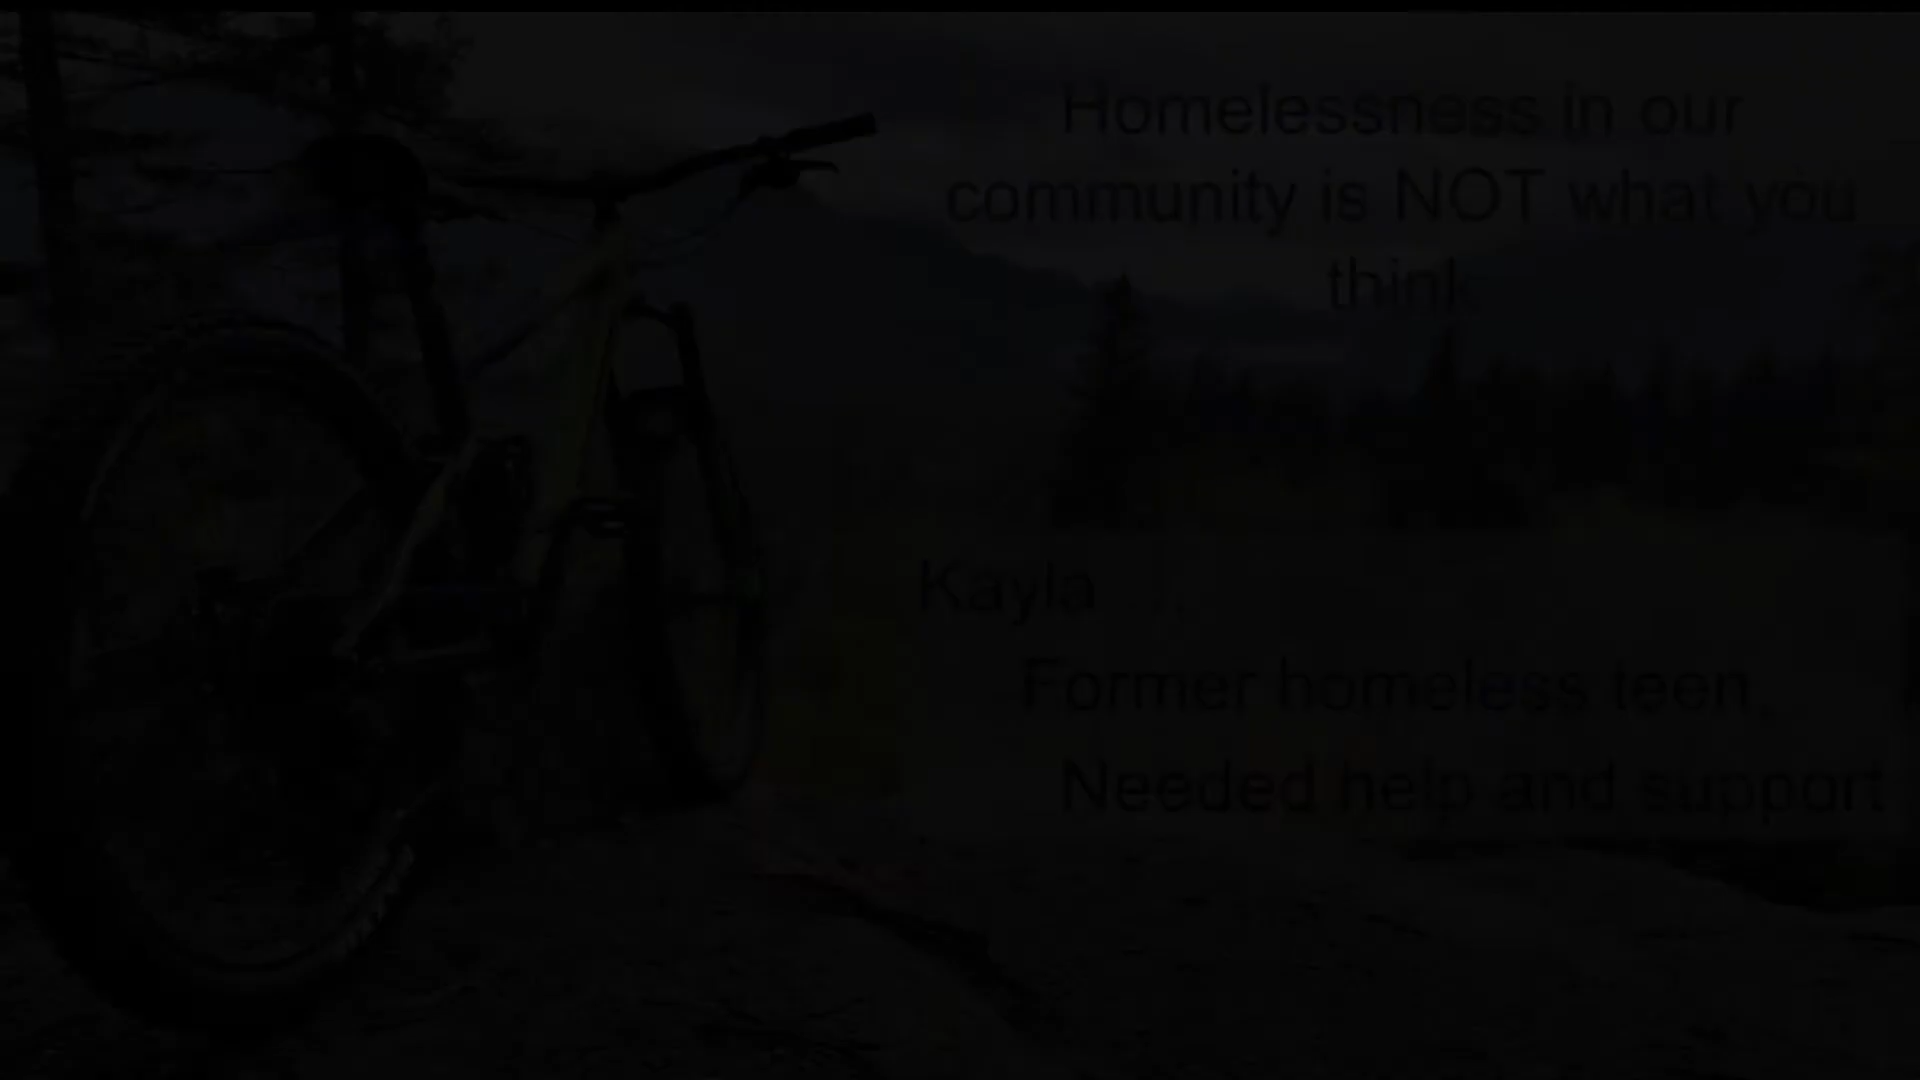 Homelessness in our
community is NOT what you
think
Kayla
Former homeless teen
Needed help and support